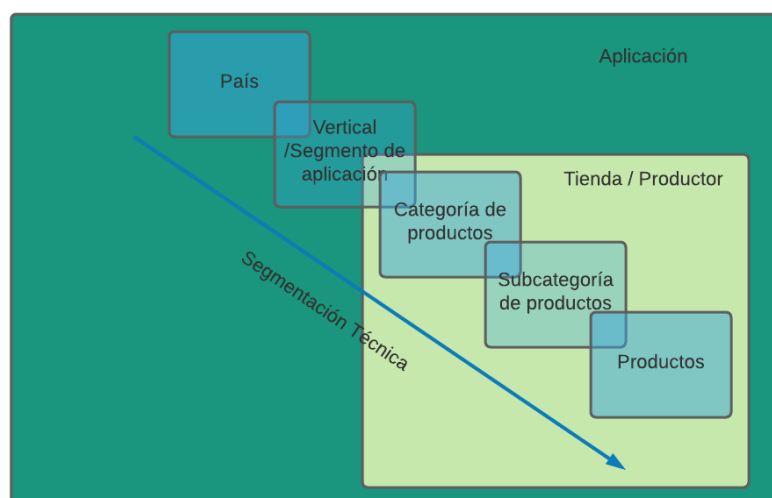 Aplicación
País
Vertical
/Segmento de
aplicación
Tienda / Productor
Categoría de
productos
Subcategoría
de productos
Segmentación Técnica
Productos